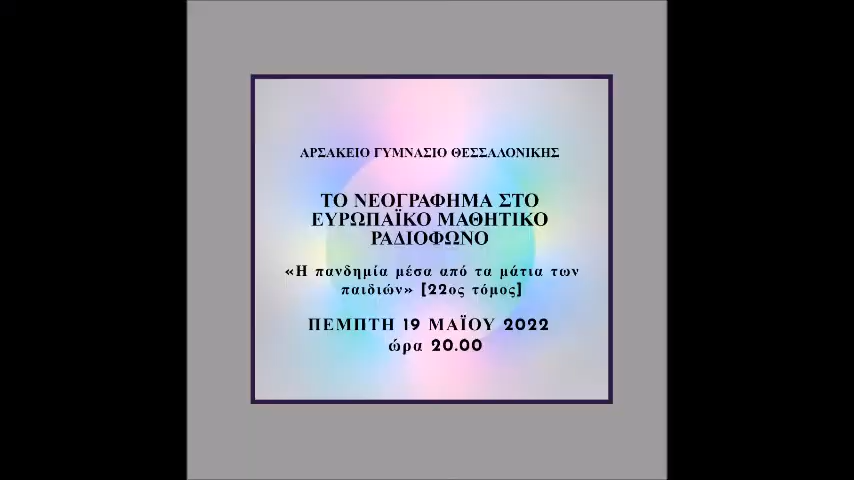 ΑΡΣΑΚΕΙΟ ΓΥΜΝΑΣΙΟ ΘΕΣΣΑΛΟΝΙΚΗΣ
ΤΟ ΝΕΟΓΡΑΦΗΜΑ ΣΤΟ
ΕΥΡΩΠΑΪΚΟ ΜΑΘΗΤΙΚΟ
ΡΑΔΙΟΦΩΝΟ
«Η πανδημία μέσα από τα μάτια των
παιδιών» [22ος τόμος]
ΠΕΜΠΤΗ 19 ΜΑΪΟΥ 2022
ώρα 20.00